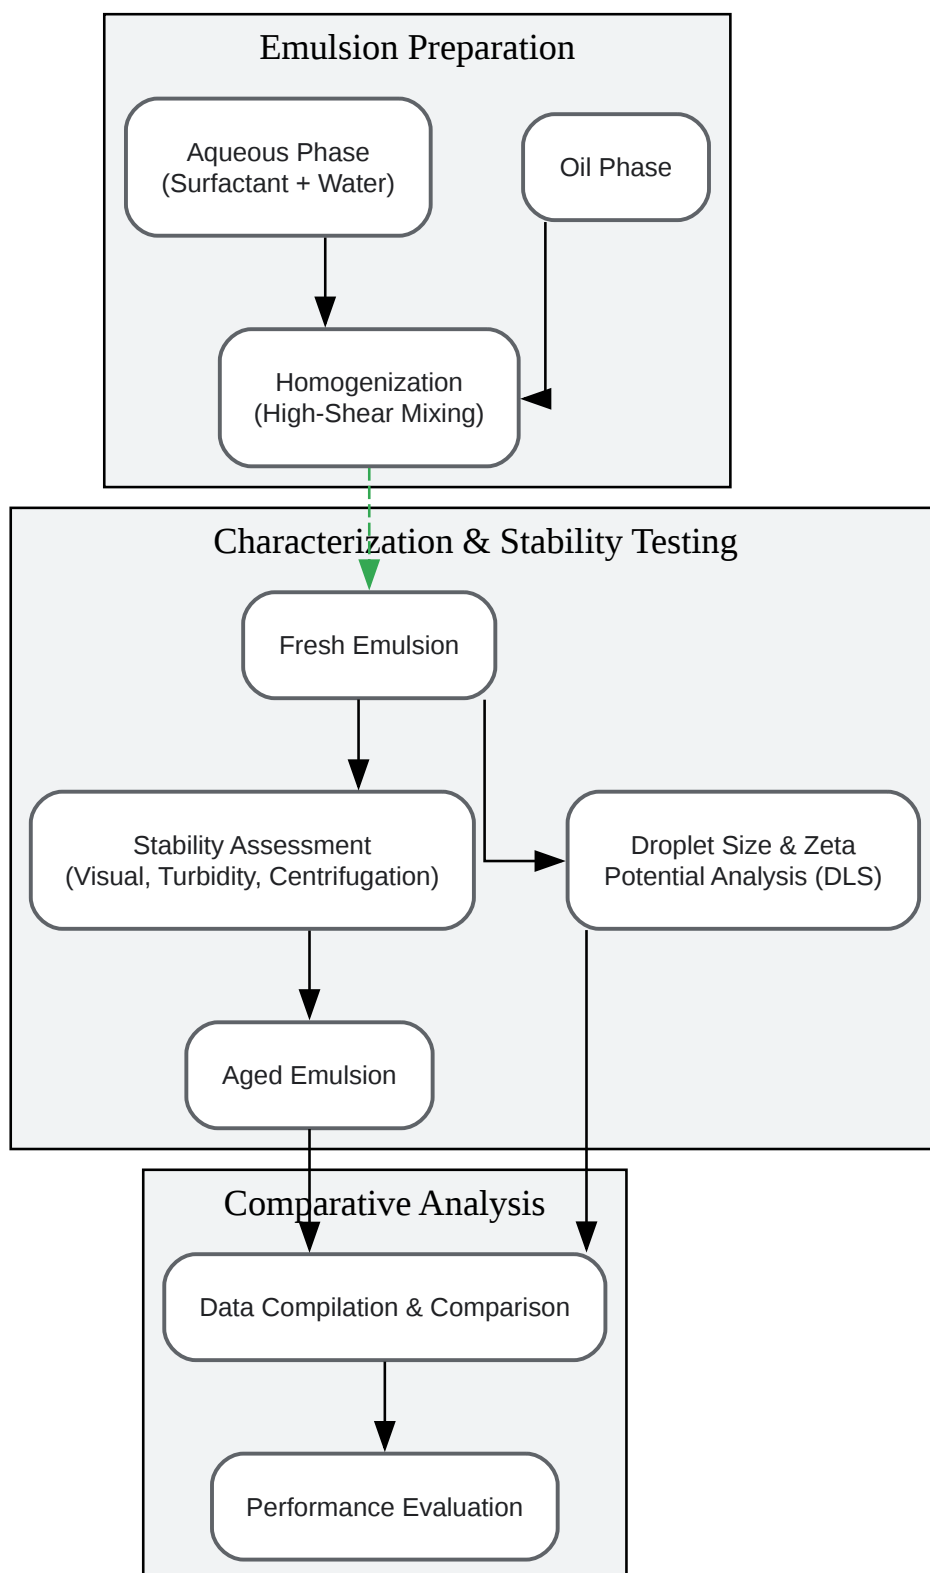 Emulsion Preparation
Aqueous Phase
(Surfactant + Water)
Oil Phase
Homogenization
(High-Shear Mixing)
Characterization & Stability Testing
Fresh Emulsion
Stability Assessment
(Visual, Turbidity, Centrifugation)
Droplet Size & Zeta
Potential Analysis (DLS)
Aged Emulsion
Comparative Analysis
Data Compilation & Comparison
Performance Evaluation